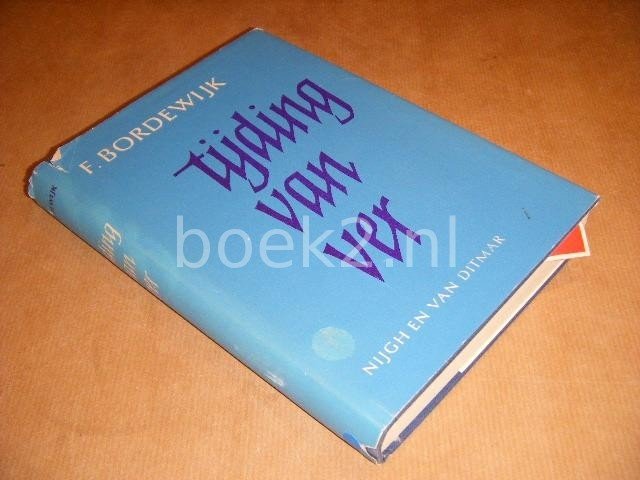 F. BORDEWIJK
tijding
van
ver
NIJGH EN VAN DITMAR
boek2.nl